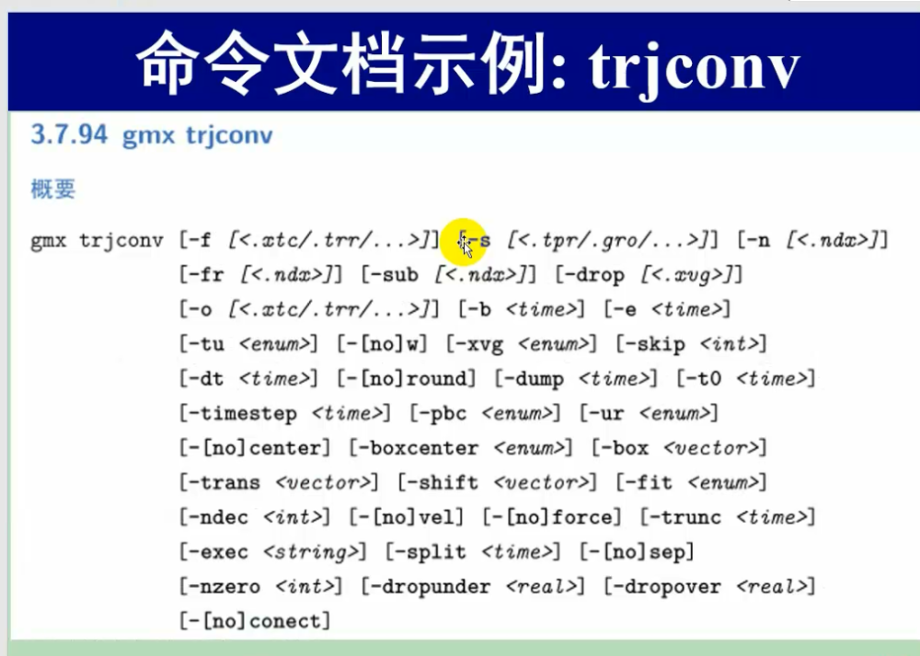 命令文档示例: trjconv
3.7.94 gmx trjconv
概要
gmx trjconv [-f [<.xtc/.trr/...>]] [-s [<.tpr/.gro/...>]] [-n [<.ndx>]]
[-fr [<.ndx>]] [-sub [<.ndx>]] [-drop [<.xvg>]]
[-o [<.xtc/.trr/...>]] [-b <time>] [-e <time>]
[-tu <enum>] [-[no]w] [-xvg <enum>] [-skip <int>]
[-dt <time>] [-[no]round] [-dump <time>] [-t0 <time>]
[-timestep <time>] [-pbc <enum>] [-ur <enum>]
[-[no]center] [-boxcenter <enum>] [-box <vector>]
[-trans <vector>] [-shift <vector>] [-fit <enum>]
[-ndec <int>] [-[no]vel] [-[no]force] [-trunc <time>]
[-exec <string>] [-split <time>] [-[no]sep]
[-nzero <int>] [-dropunder <real>] [-dropover <real>]
[-[no]conect]